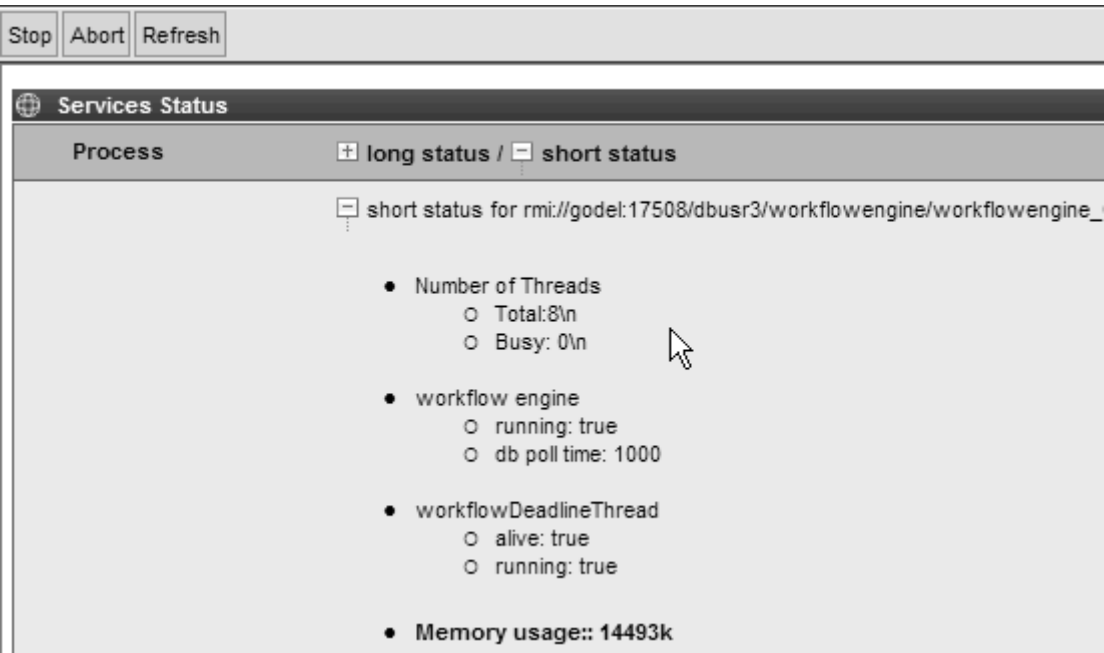 Stop Abort Refresh
Services Status
Process long status / short status
short status for rmi://godel:17508/dbusr3/workflowengine/workflowengine_
Number of Threads
Total:8\n
Busy: 0\n
workflow engine
running: true
db poll time: 1000
workflowDeadlineThread
alive: true
running: true
Memory usage:: 14493k